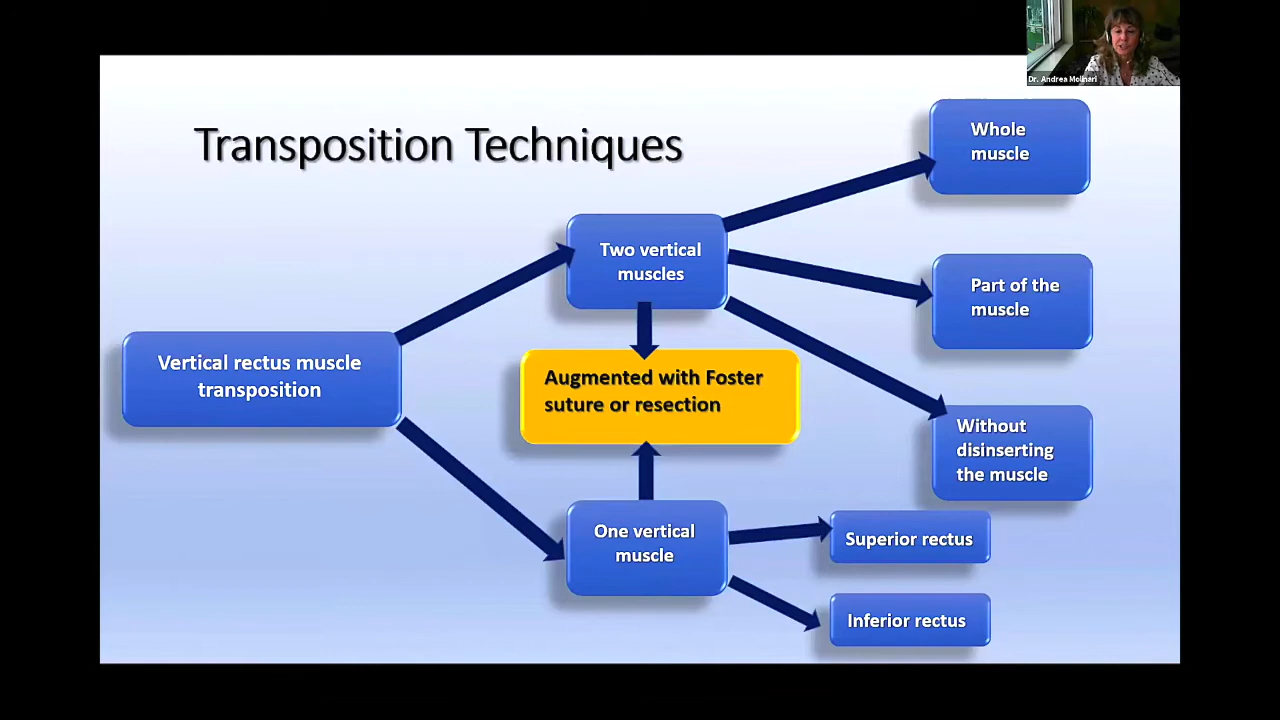 Dr. Andrea Molinari
Transposition Techniques
Whole
muscle
Two vertical
muscles
Part of the
muscle
Vertical rectus muscle
transposition
Augmented with Foster
suture or resection
Without
disinserting
the muscle
One vertical
muscle
Superior rectus
Inferior rectus